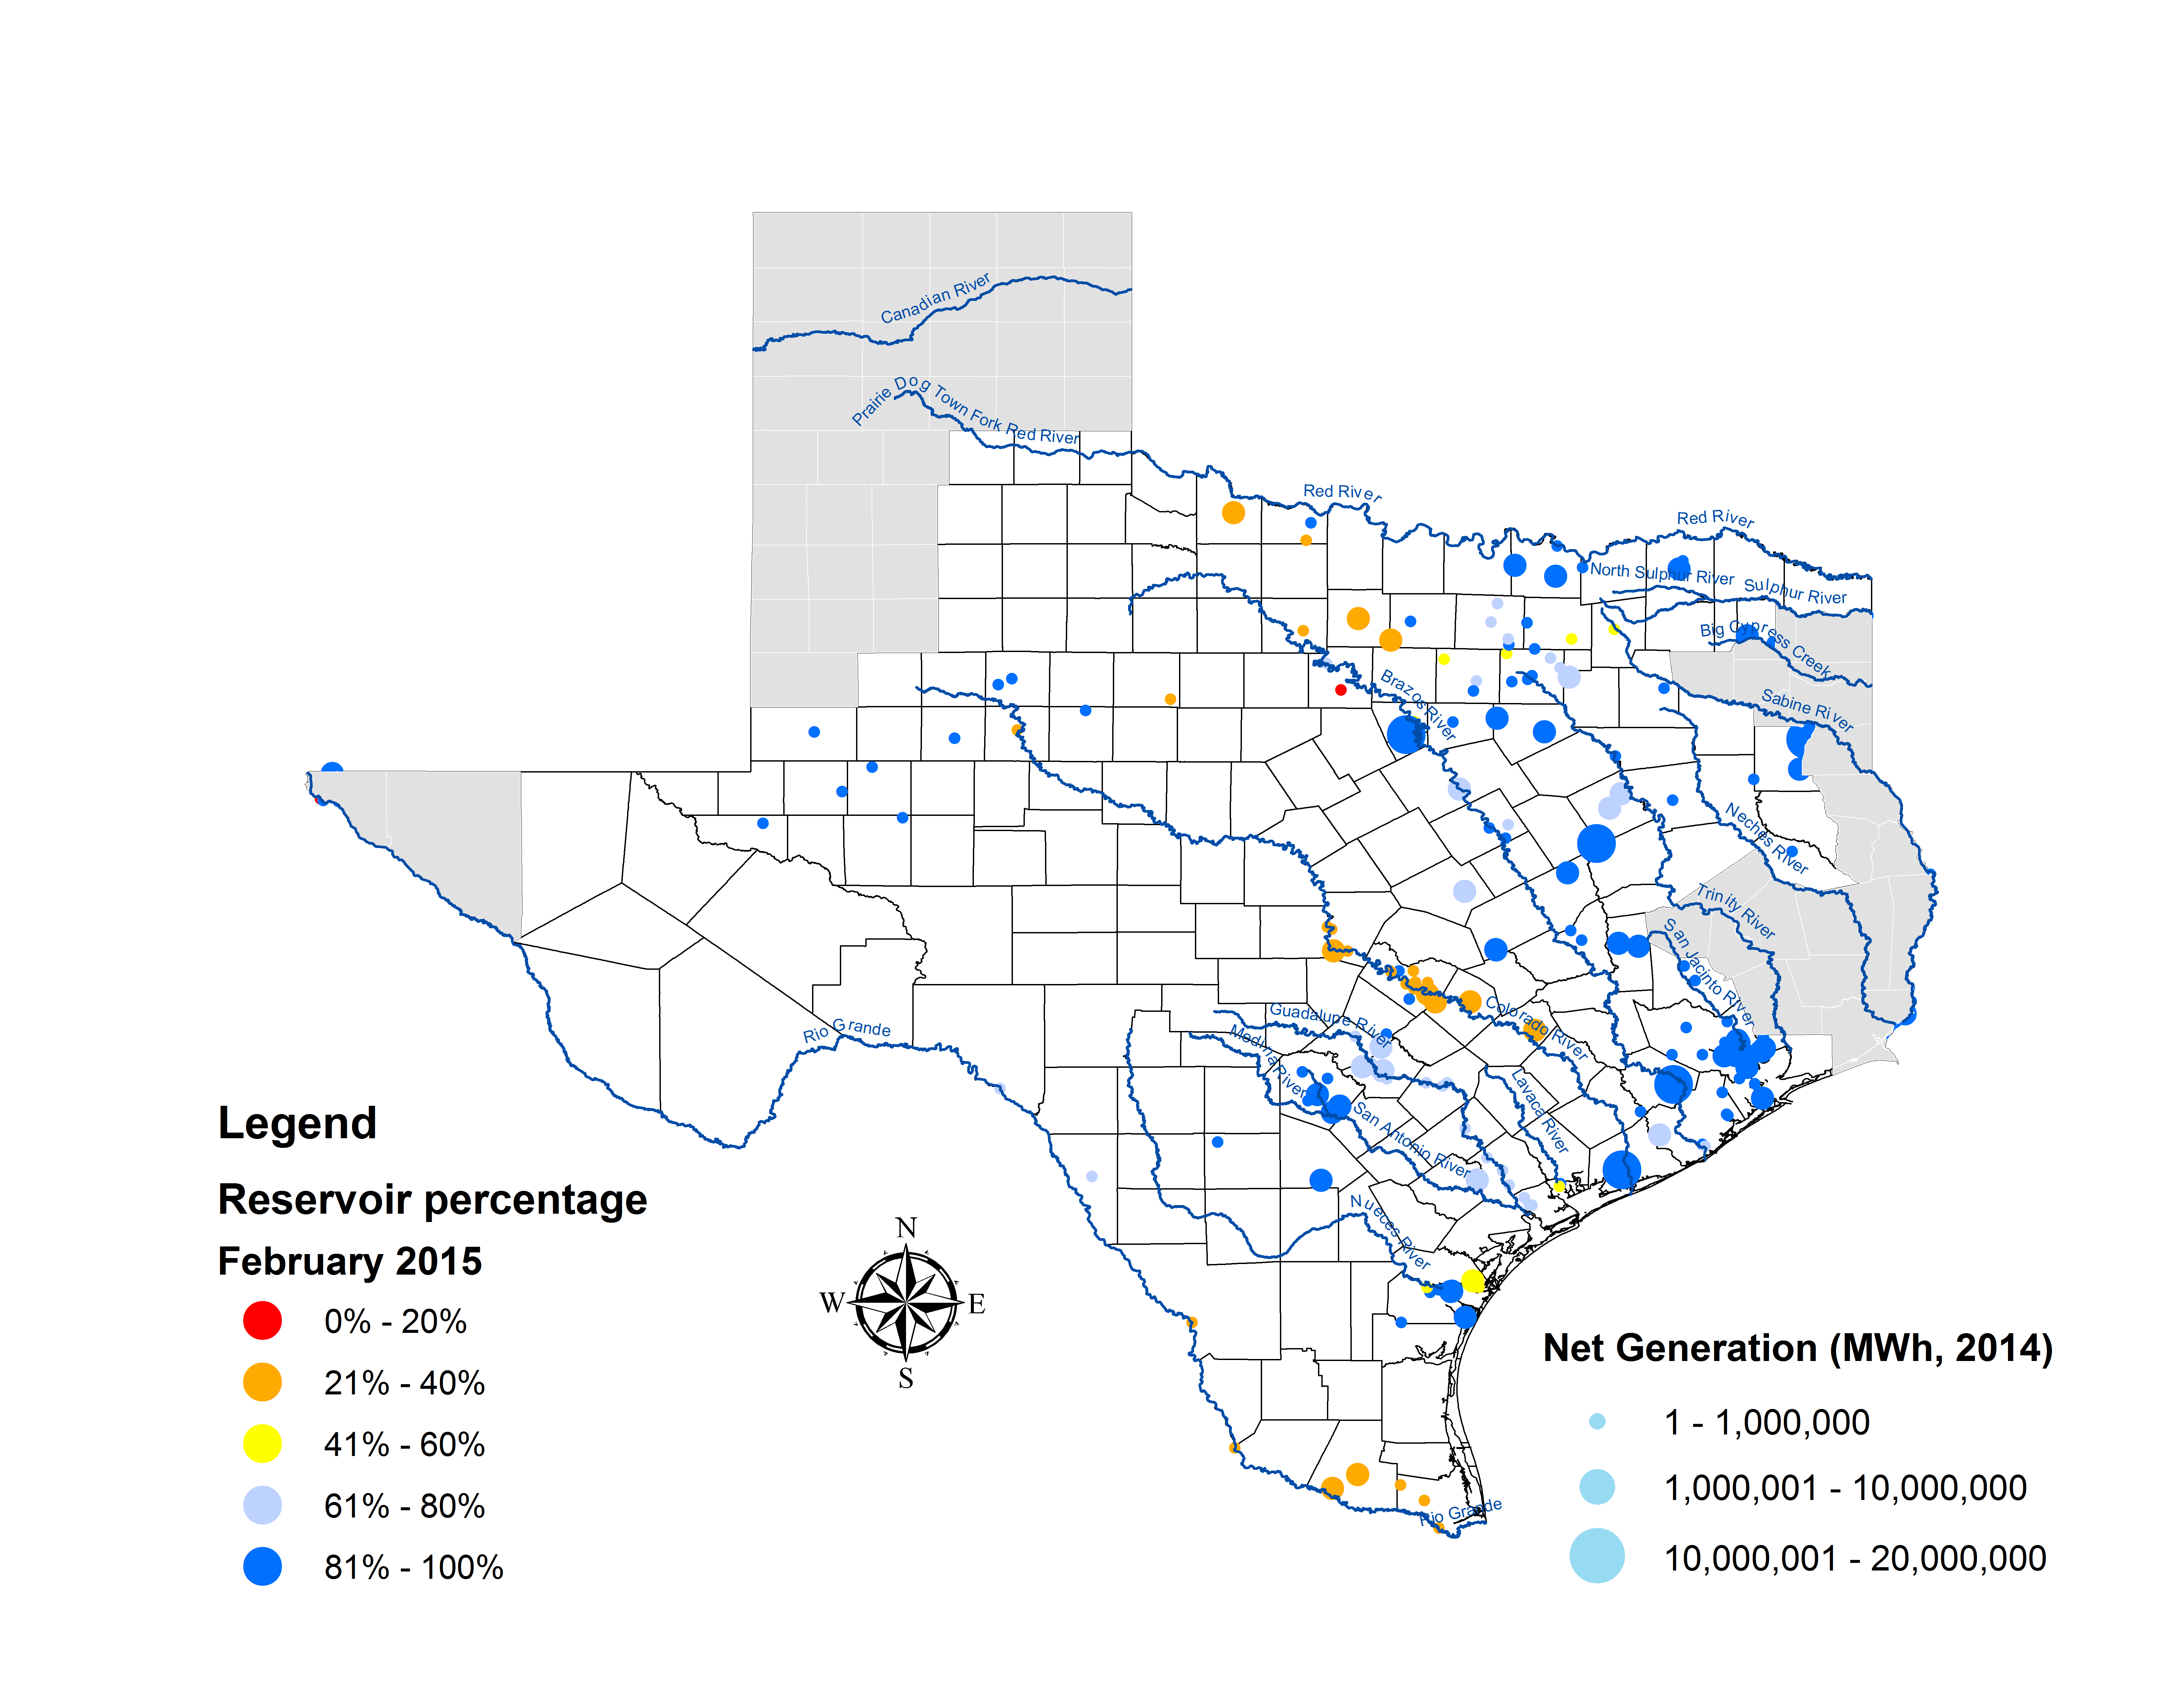 Canadian River
Prairie Dog Town Fork Red River
Red River
Red River
North Sulphur River
Sulphur River
Big Cypress Creek
Sabine River
Brazos River
Neches River
Trinity River
San Jacinto River
Colorado River
Guadalupe River
Medina River
Rio Grande
Lavaca River
San Antonio River
Nueces River
Rio Grande
Legend
Reservoir percentage
February 2015
0% - 20%
21% - 40%
41% - 60%
61% - 80%
81% - 100%
N
W
E
S
Net Generation (MWh, 2014)
1 - 1,000,000
1,000,001 - 10,000,000
10,000,001 - 20,000,000